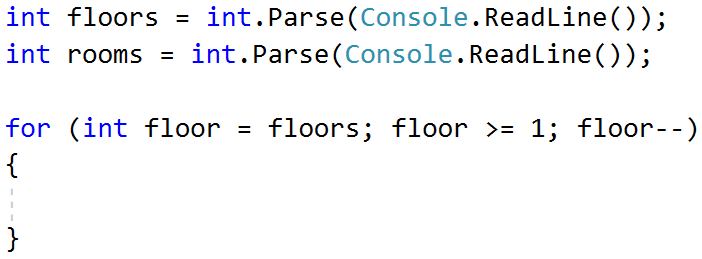 int floors = int.Parse(Console.ReadLine());
int rooms = int.Parse(Console.ReadLine());
for (int floor = floors; floor >= 1; floor--)
{
}